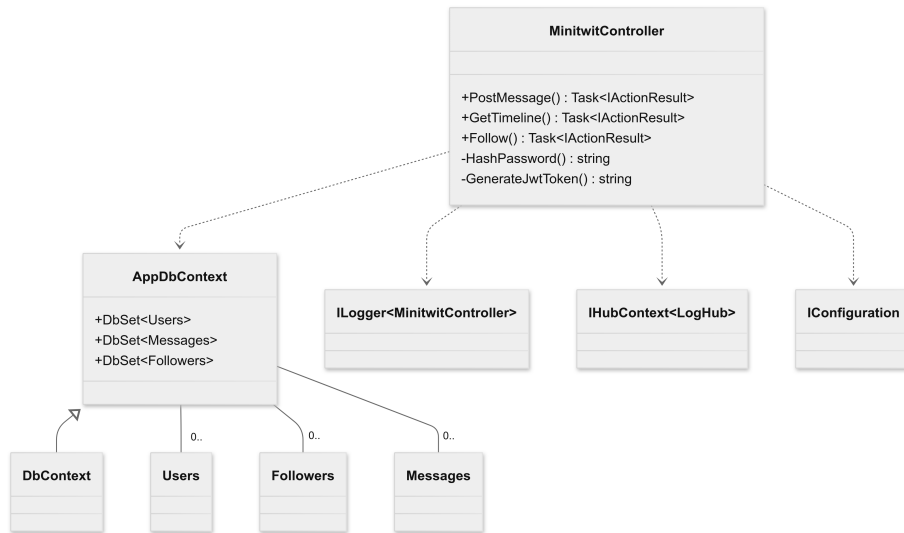 MinitwitController
+PostMessage() : Task<IActionResult>
+GetTimeline() : Task<IActionResult>
+Follow() : Task<IActionResult>
-HashPassword() : string
-GenerateJwtToken() : string
AppDbContext
+DbSet<Users>
+DbSet<Messages>
+DbSet<Followers>
ILogger<MinitwitController>
IHubContext<LogHub>
IConfiguration
0..
0..
0..
DbContext
Users
Followers
Messages